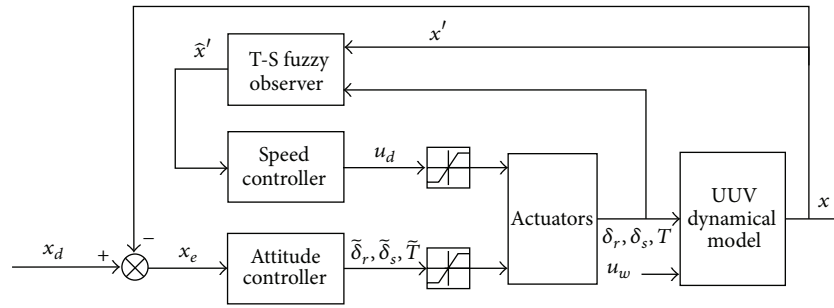 x̂′
T-S fuzzy
observer
x′
Speed
controller
u_d
Actuators
UUV
dynamical
model
x
δ_r, δ_s, T
u_w
x_d
+
−
x_e
Attitude
controller
δ̃_r, δ̃_s, T̃